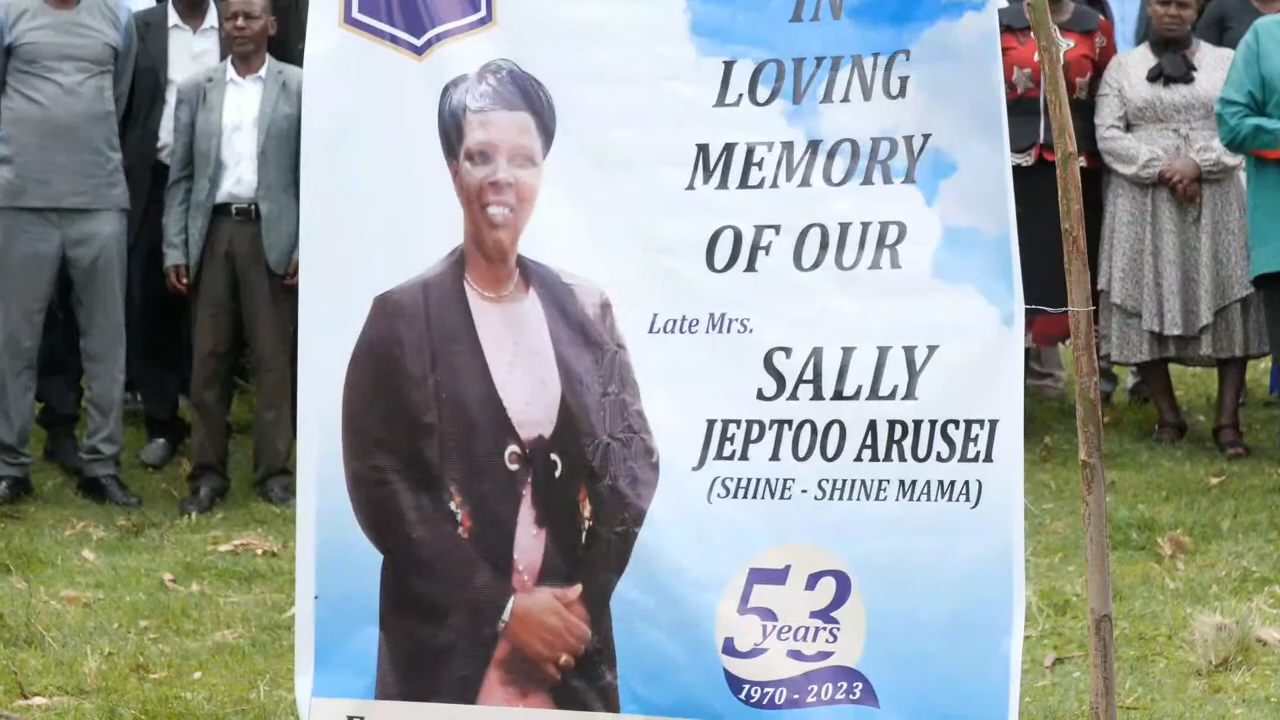 IN
LOVING
MEMORY
OF OUR
Late Mrs.
SALLY
JEPTOO ARUSEI
(SHINE - SHINE MAMA)
53
years
1970 - 2023